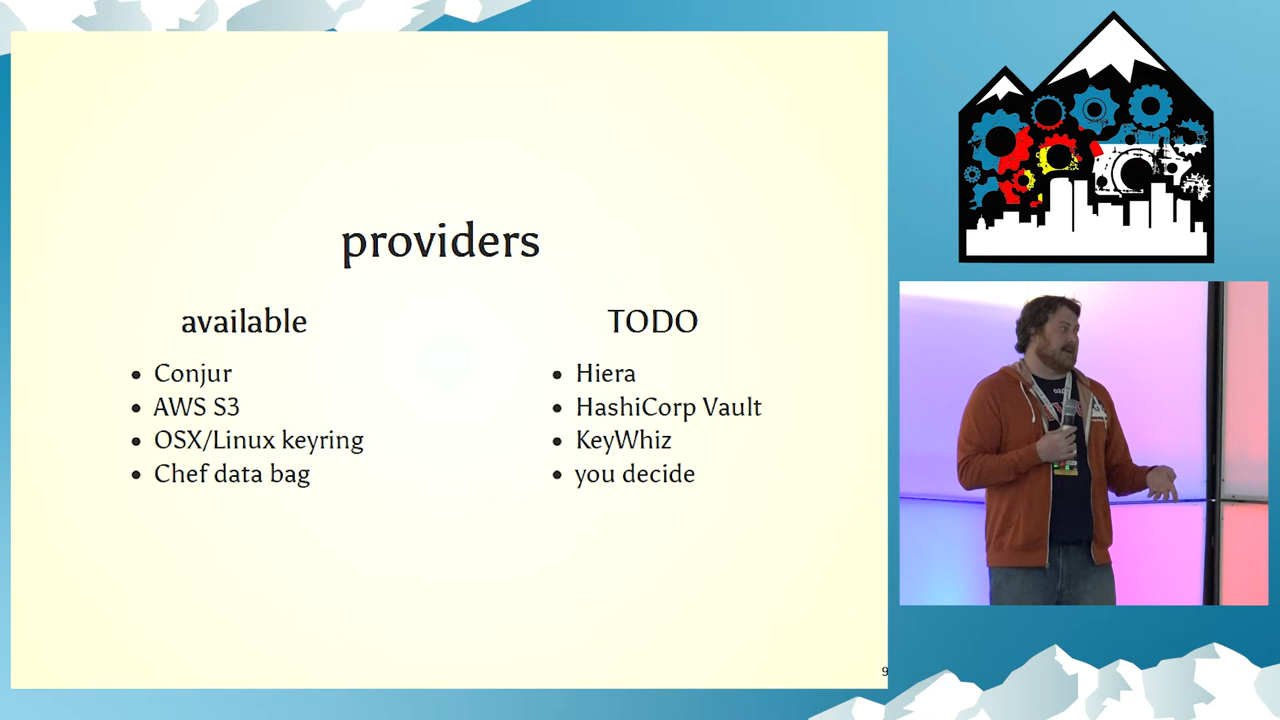 providers
available
Conjur
AWS S3
OSX/Linux keyring
Chef data bag
TODO
Hiera
HashiCorp Vault
KeyWhiz
you decide
9